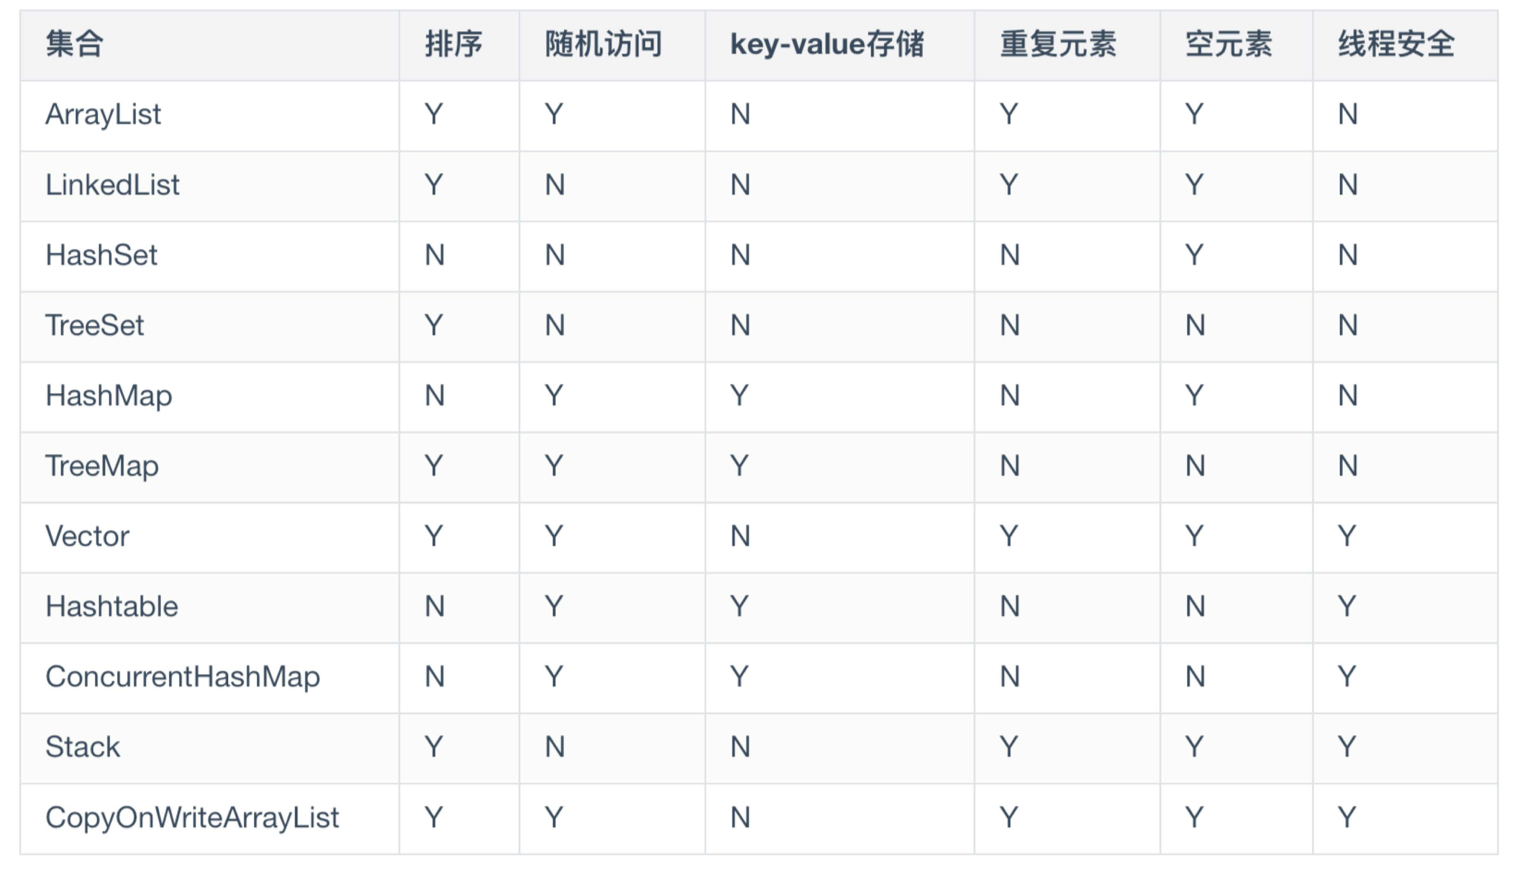 集合 排序 随机访问 key-value存储 重复元素 空元素 线程安全
ArrayList Y Y N Y Y N
LinkedList Y N N Y Y N
HashSet N N N N Y N
TreeSet Y N N N N N
HashMap N Y Y N Y N
TreeMap Y Y Y N N N
Vector Y Y N Y Y Y
Hashtable N Y Y N N Y
ConcurrentHashMap N Y Y N N Y
Stack Y N N Y Y Y
CopyOnWriteArrayList Y Y N Y Y Y